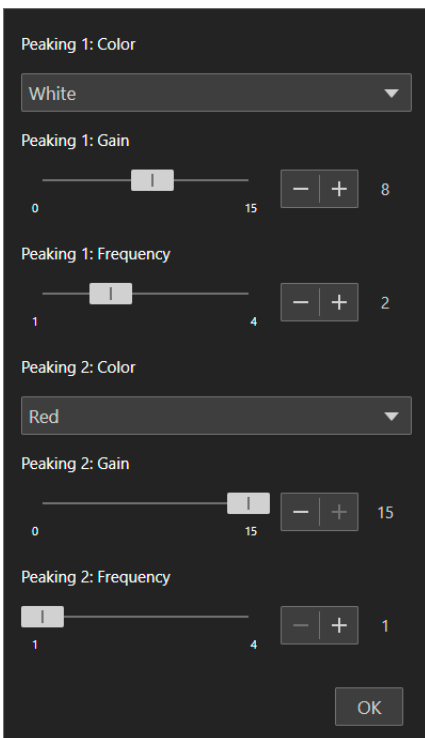 Peaking 1: Color
White
Peaking 1: Gain
8
0 15
Peaking 1: Frequency
2
1 4
Peaking 2: Color
Red
Peaking 2: Gain
15
0 15
Peaking 2: Frequency
1
1 4
OK